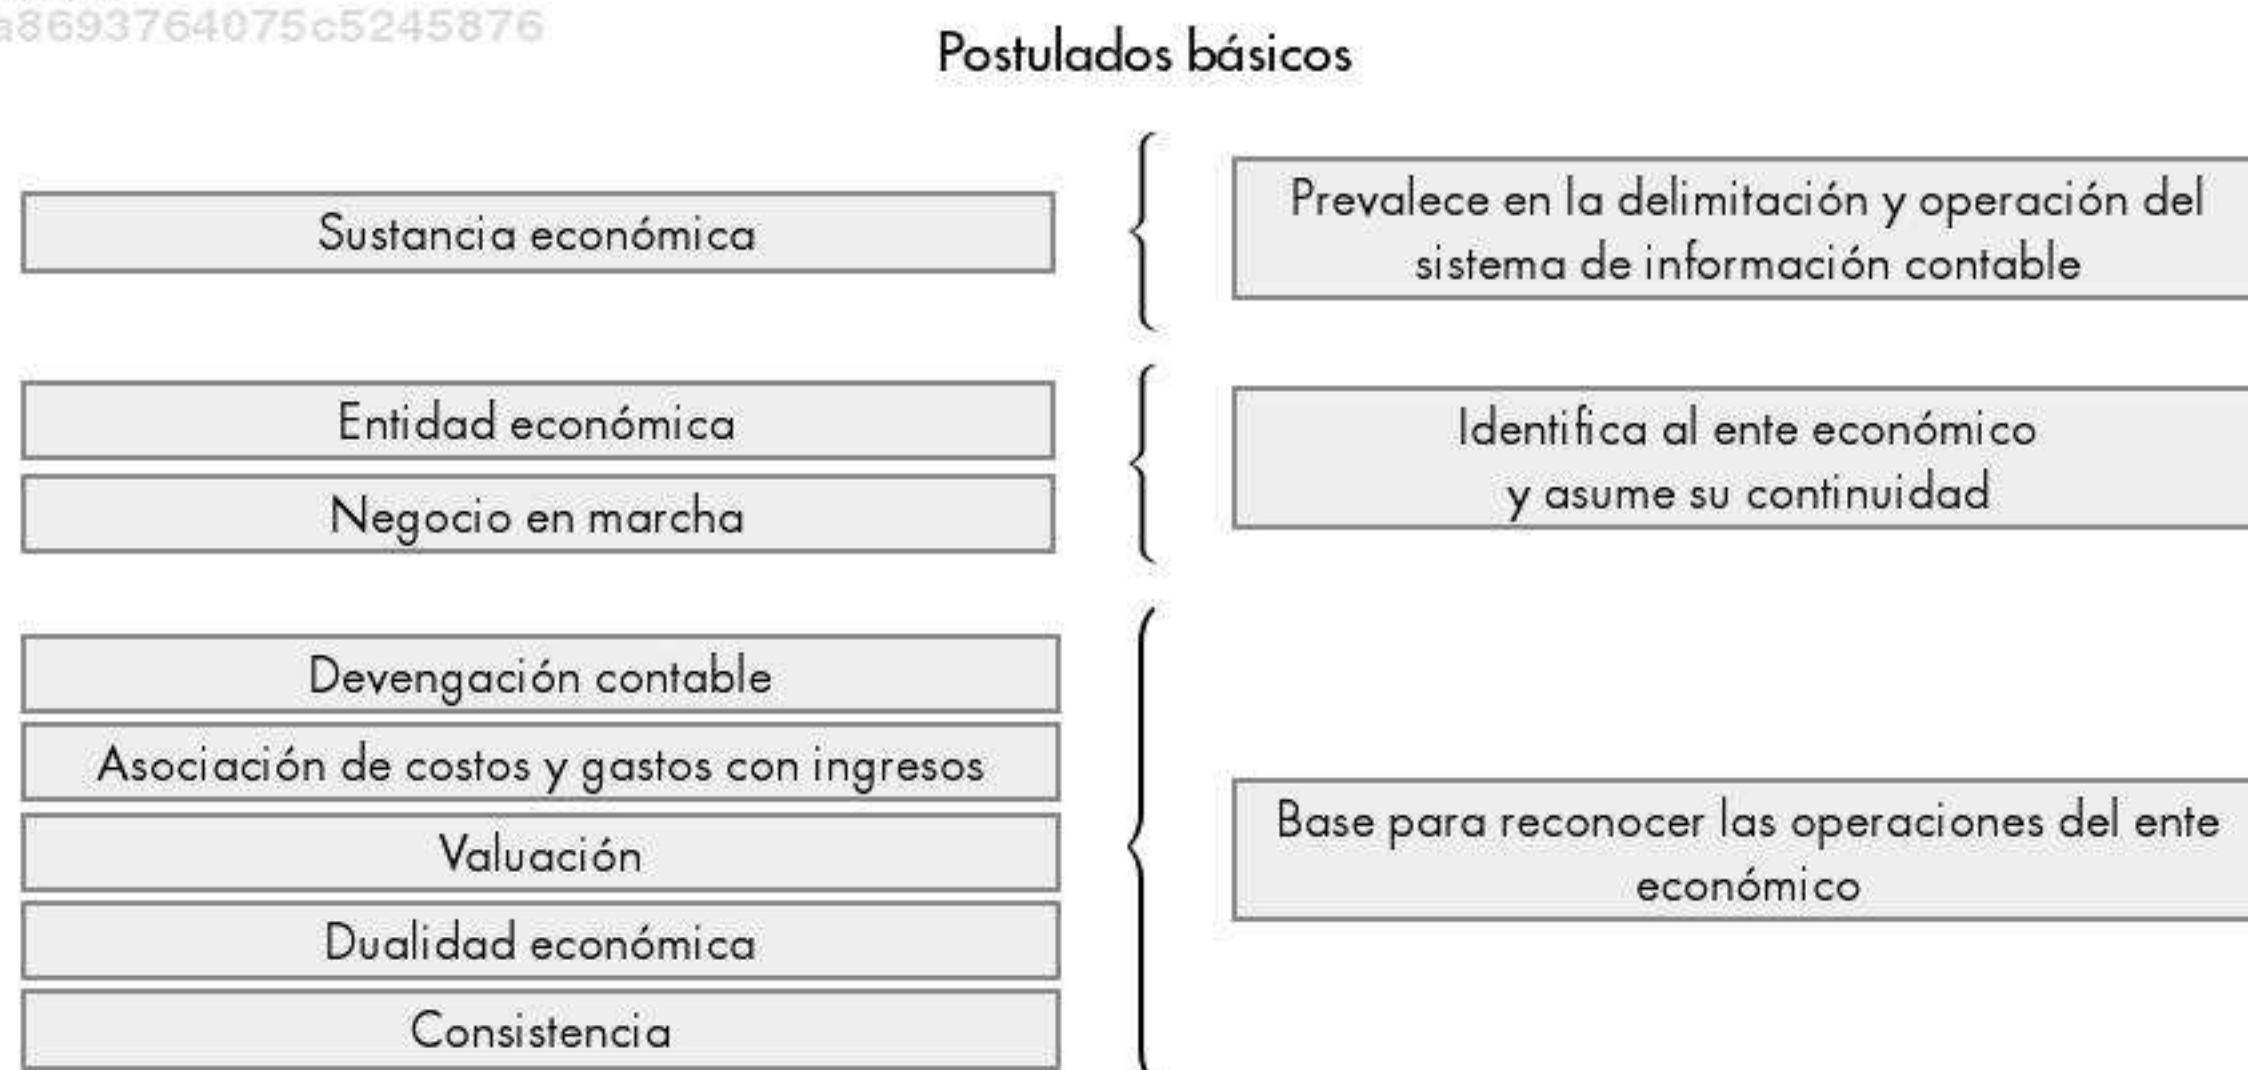 a8693764075c5245876
Postulados básicos
Sustancia económica
Prevalece en la delimitación y operación del
sistema de información contable
Entidad económica
Negocio en marcha
Identifica al ente económico
y asume su continuidad
Devengación contable
Asociación de costos y gastos con ingresos
Valuación
Dualidad económica
Consistencia
Base para reconocer las operaciones del ente
económico